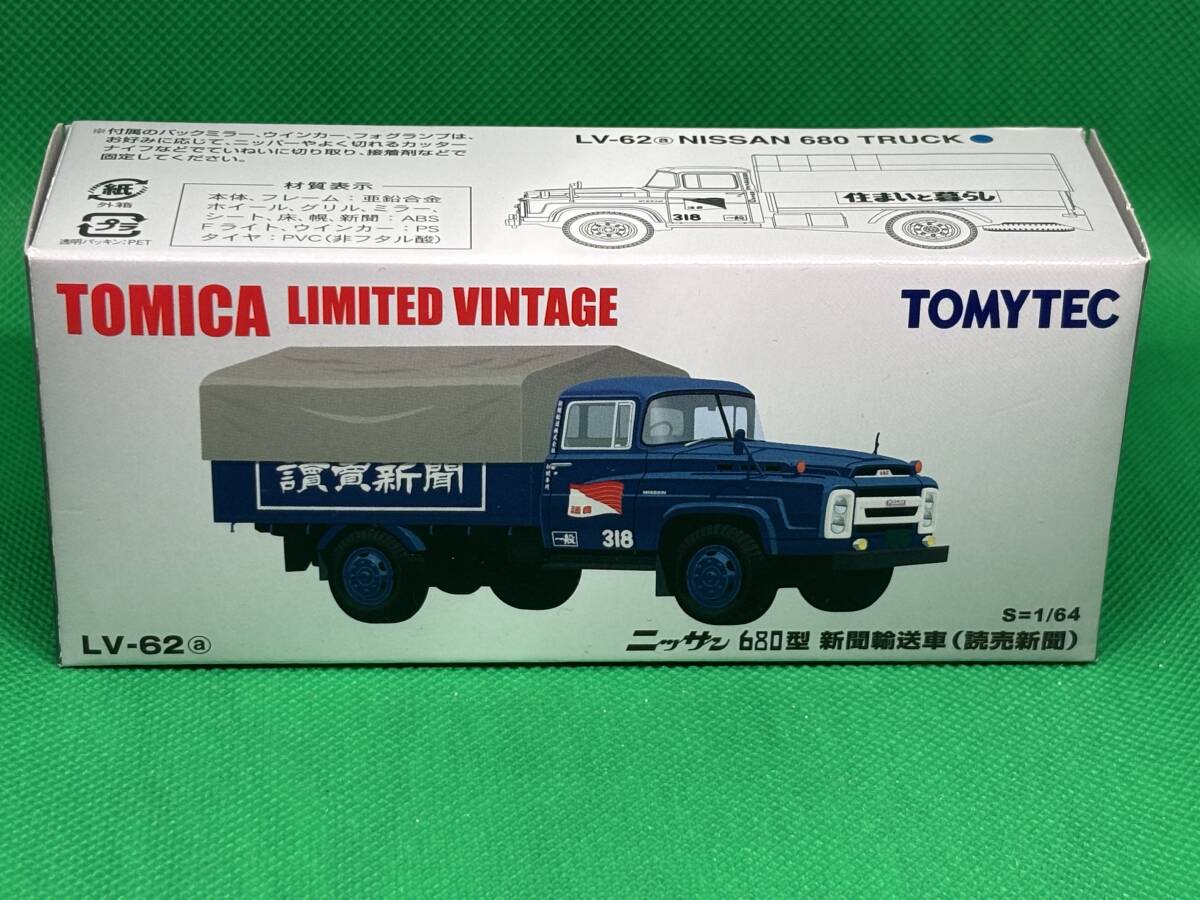 ※付属のバックミラー、ウインカー、フォグランプは、
お好みに応じて、ニッパーやよく切れるカッター
ナイフなどでていねいに切り取り、接着剤などで
固定してください。
紙
外箱
プラ
透明パッキン:PET
材質表示
本体、フレーム:亜鉛合金
ホイール、グリル、ミラー、
シート、床、幌、新聞:ABS
Fライト、ウインカー:PS
タイヤ:PVC(非フタル酸)
LV-62ⓐ NISSAN 680 TRUCK
318
一般
住まいと暮らし
TOMICA LIMITED VINTAGE
TOMYTEC
讀賣新聞
NISSAN
一般
318
S=1/64
LV-62ⓐ
ニッサン 680型 新聞輸送車(読売新聞)